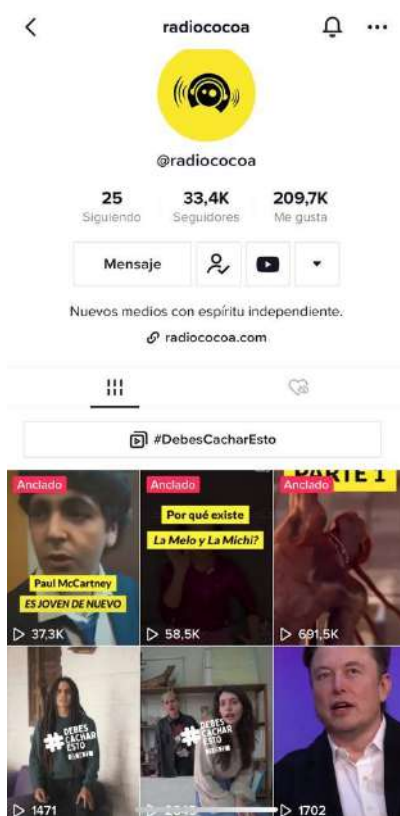 radiococoa
@radiococoa
25 33,4K 209,7K
Siguiendo Seguidores Me gusta
Mensaje
Nuevos medios con espíritu independiente.
radiococoa.com
#DebesCacharEsto
Anclado
Paul McCartney
ES JOVEN DE NUEVO
37,3K
Anclado
Por qué existe
La Melo y La Michi?
58,5K
PARTE 1
Anclado
691,5K
#DEBES
CACHAR
ESTO
1471
#DEBES
CACHAR
ESTO
1702